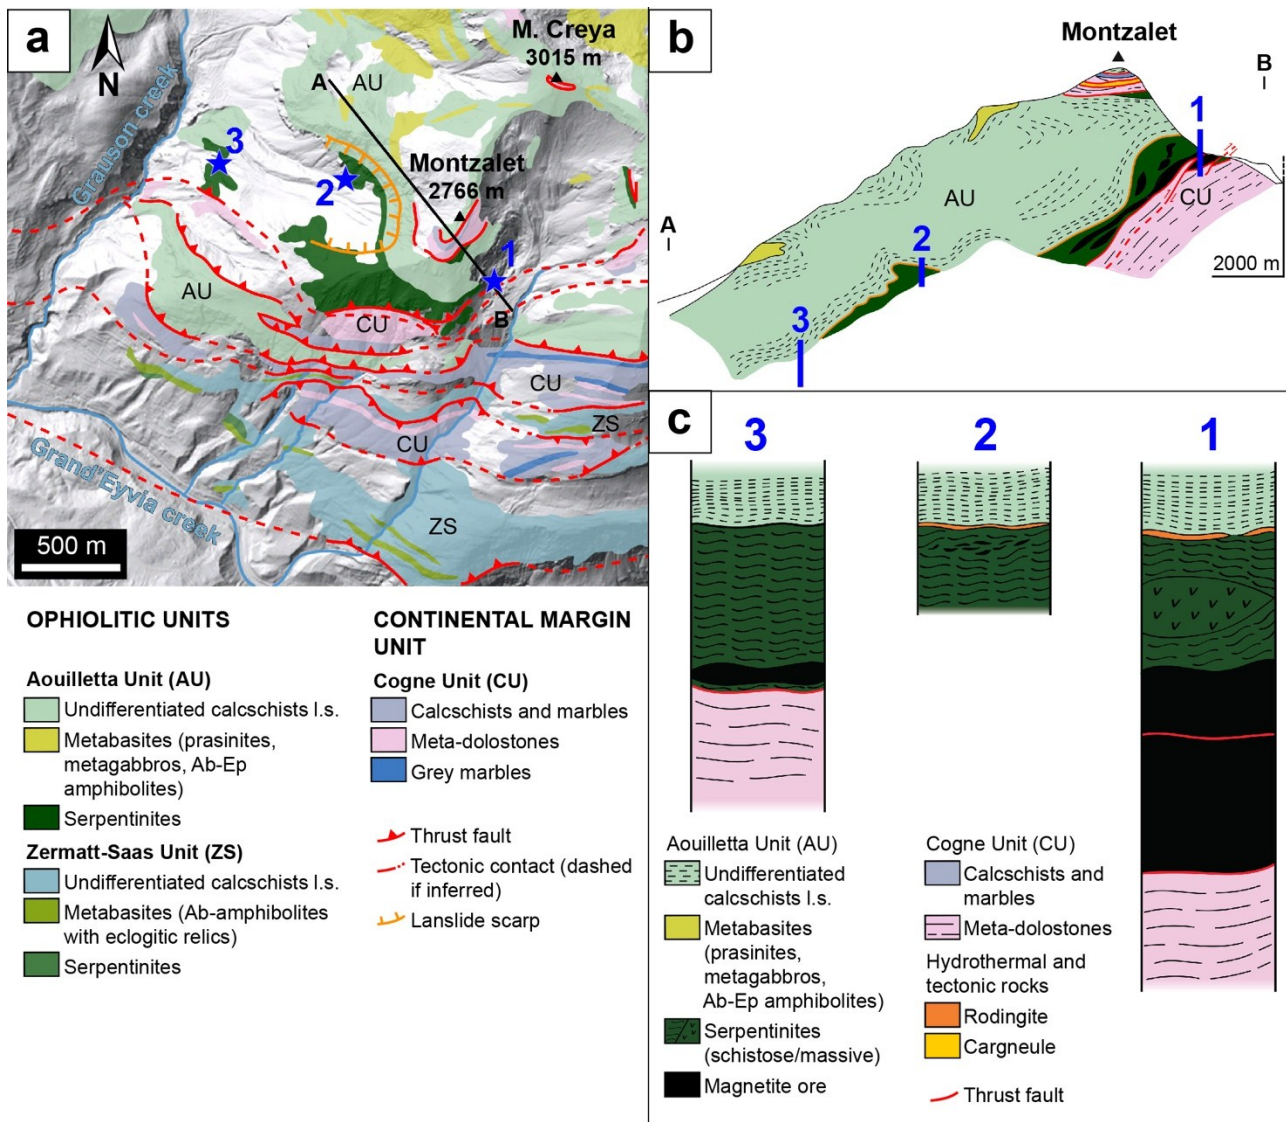 a
N
M. Creya
3015 m
A
AU
Grauson creek
3
2
Montzalet
2766 m
1
AU
CU
B
CU
ZS
CU
Grand'Eyvia creek
ZS
500 m
OPHIOLITIC UNITS
Aouilletta Unit (AU)
Undifferentiated calcschists l.s.
Metabasites (prasinites,
metagabbros, Ab-Ep
amphibolites)
Serpentinites
Zermatt-Saas Unit (ZS)
Undifferentiated calcschists l.s.
Metabasites (Ab-amphibolites
with eclogitic relics)
Serpentinites
CONTINENTAL MARGIN
UNIT
Cogne Unit (CU)
Calcschists and marbles
Meta-dolostones
Grey marbles
Thrust fault
Tectonic contact (dashed
if inferred)
Lanslide scarp
b
Montzalet
B
1
CU
AU
A
2
2000 m
3
c
3
2
1
Aouilletta Unit (AU)
Undifferentiated
calcschists l.s.
Metabasites
(prasinites,
metagabbros,
Ab-Ep amphibolites)
Serpentinites
(schistose/massive)
Magnetite ore
Cogne Unit (CU)
Calcschists and
marbles
Meta-dolostones
Hydrothermal and
tectonic rocks
Rodingite
Cargneule
Thrust fault